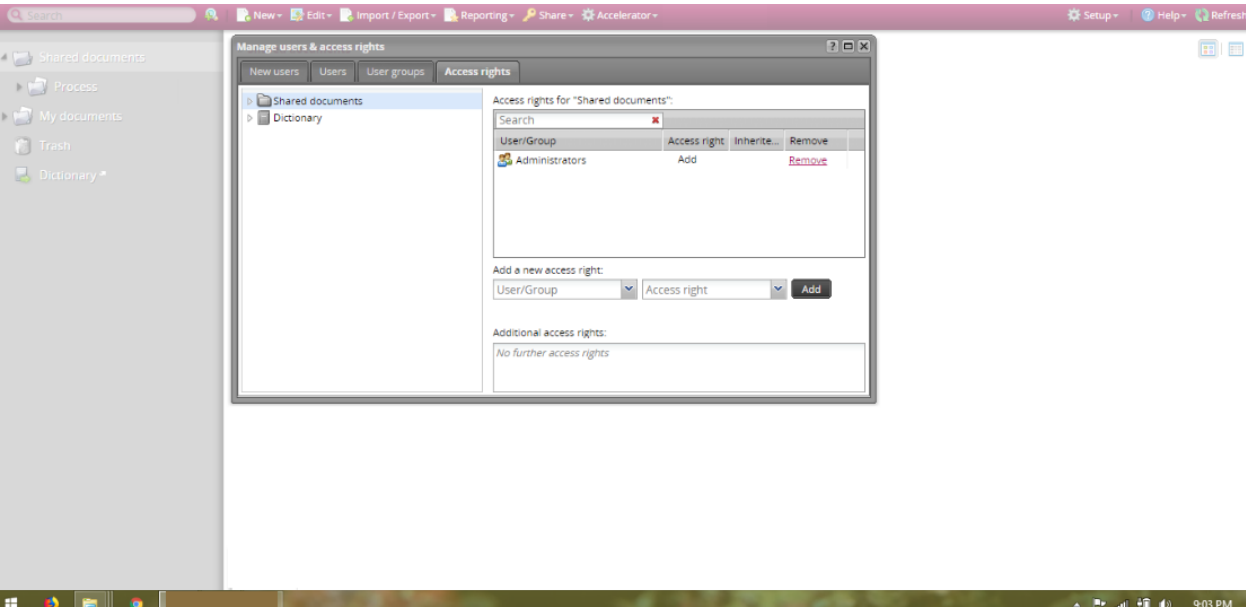 Search New Edit Import / Export Reporting Share Accelerator Setup Help Refresh
Shared documents
Process
My documents
Trash
Dictionary
Manage users & access rights
New users Users User groups Access rights
Shared documents
Dictionary
Access rights for "Shared documents":
Search
User/Group Access right Inherite... Remove
Administrators Add Remove
Add a new access right:
User/Group Access right Add
Additional access rights:
No further access rights
9:03 PM